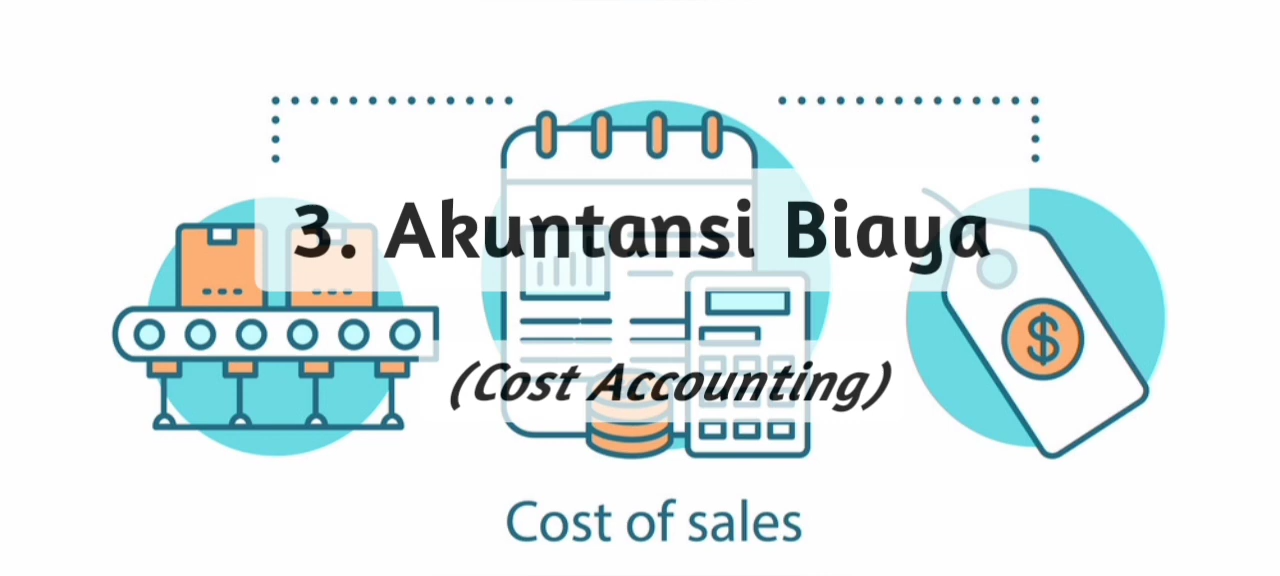 3. Akuntansi Biaya
(Cost Accounting)
$
Cost of sales